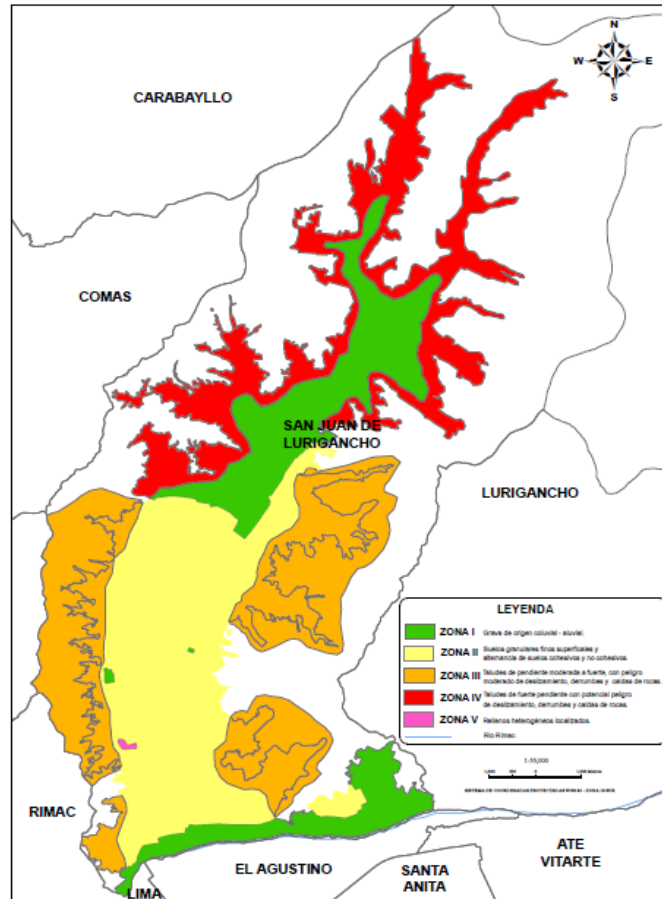 N
W E
S
CARABAYLLO
COMAS
SAN JUAN DE
LURIGANCHO
LURIGANCHO
LEYENDA
ZONA I Grava de origen coluvial - aluvial.
ZONA II Suelos granulares finos superficiales y
alternancia de suelos cohesivos y no cohesivos.
ZONA III Taludes de pendiente moderada a fuerte, con peligro
moderado de deslizamiento, derrumbes y caídas de rocas.
ZONA IV Taludes de fuerte pendiente con potencial peligro
de deslizamiento, derrumbes y caídas de rocas.
ZONA V Rellenos heterogéneos localizados.
Río Rímac
RIMAC
LIMA
EL AGUSTINO
SANTA
ANITA
ATE
VITARTE